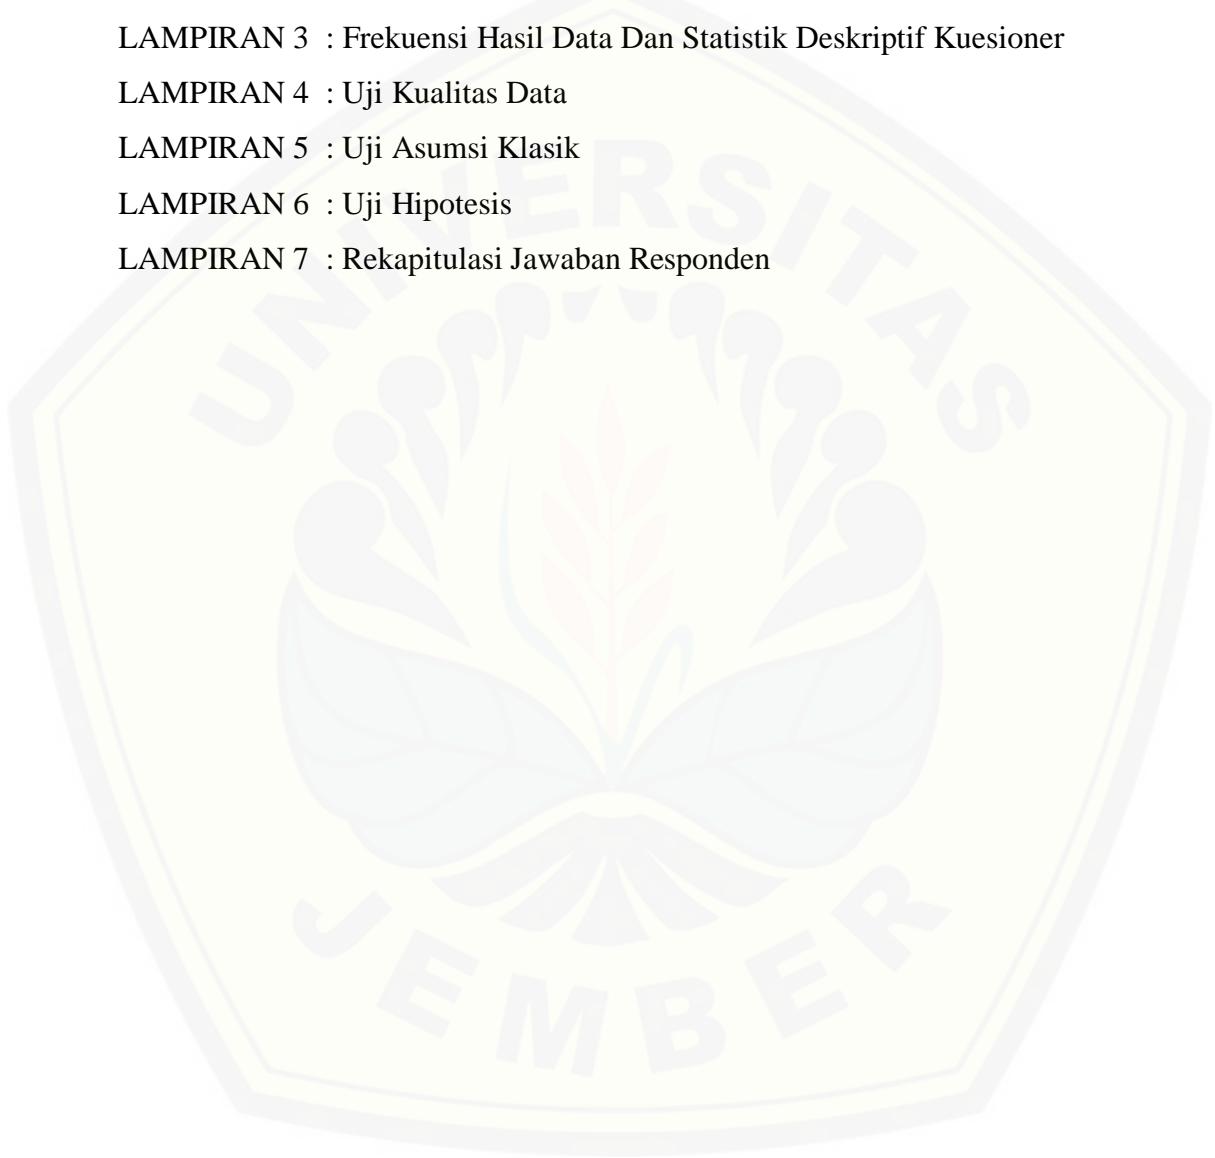 LAMPIRAN 3 : Frekuensi Hasil Data Dan Statistik Deskriptif Kuesioner
LAMPIRAN 4 : Uji Kualitas Data
LAMPIRAN 5 : Uji Asumsi Klasik
LAMPIRAN 6 : Uji Hipotesis
LAMPIRAN 7 : Rekapitulasi Jawaban Responden
UNIVERSITAS
JEMBER